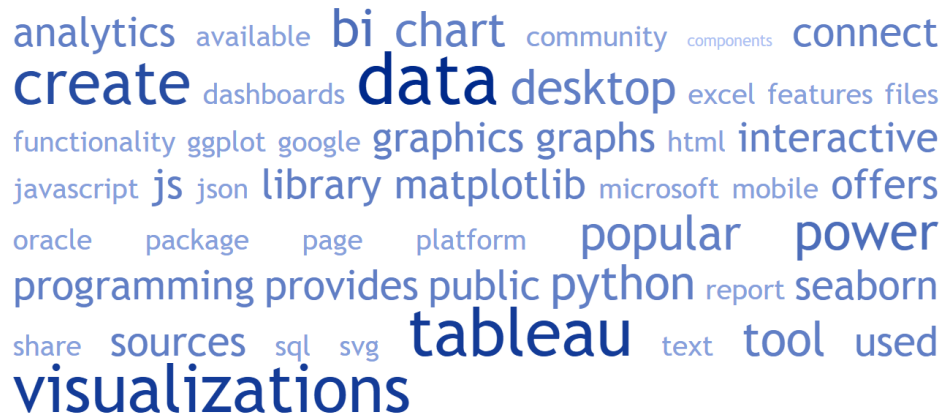 analytics available bi chart community components connect
create dashboards data desktop excel features files
functionality ggplot google graphics graphs html interactive
javascript js json library matplotlib microsoft mobile offers
oracle package page platform popular power
programming provides public python report seaborn
share sources sql svg tableau text tool used
visualizations